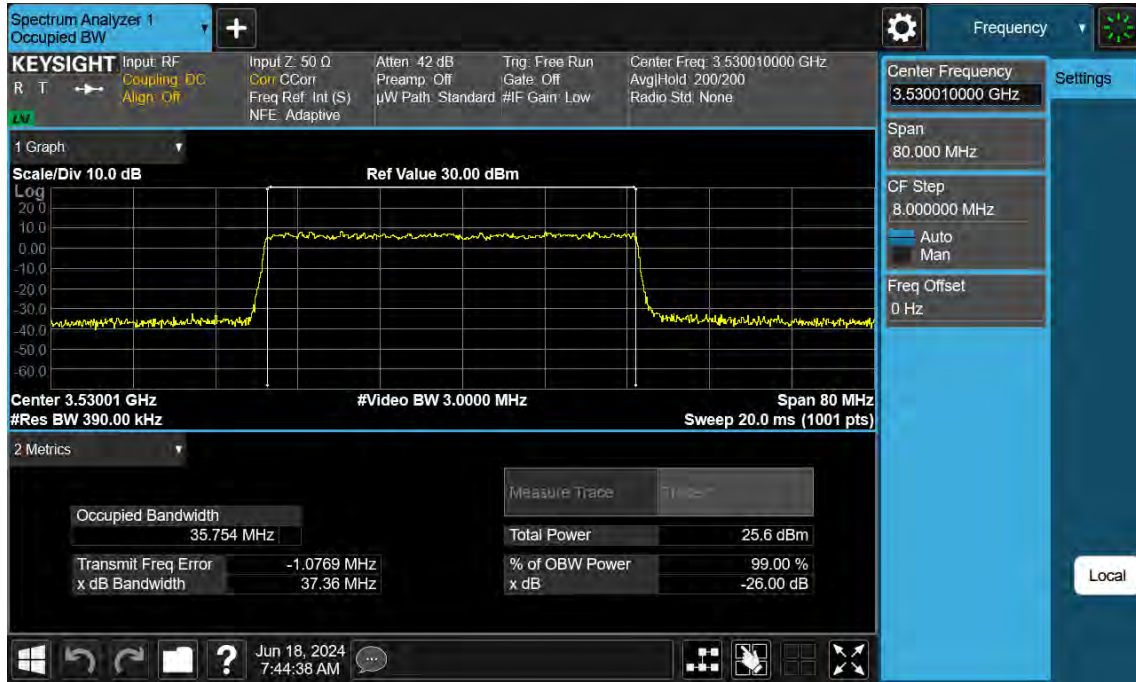 Spectrum Analyzer 1
Occupied BW
+
Frequency
KEYSIGHT
R T
LXI
Input: RF
Coupling: DC
Align: Off
Input Z: 50 Ω
Corr CCorr
Freq Ref: Int (S)
NFE: Adaptive
Atten: 42 dB
Preamp: Off
µW Path: Standard
Trig: Free Run
Gate: Off
#IF Gain: Low
Center Freq: 3.530010000 GHz
Avg|Hold: 200/200
Radio Std: None
Center Frequency
3.530010000 GHz
Settings
Span
80.000 MHz
CF Step
8.000000 MHz
Auto
Man
Freq Offset
0 Hz
Local
1 Graph
Scale/Div 10.0 dB
Ref Value 30.00 dBm
Log
20.0
10.0
0.00
-10.0
-20.0
-30.0
-40.0
-50.0
-60.0
Center 3.53001 GHz
#Video BW 3.0000 MHz
Span 80 MHz
#Res BW 390.00 kHz
Sweep 20.0 ms (1001 pts)
2 Metrics
Measure Trace
Occupied Bandwidth
35.754 MHz
Total Power 25.6 dBm
Transmit Freq Error -1.0769 MHz
% of OBW Power 99.00 %
x dB Bandwidth 37.36 MHz
x dB -26.00 dB
?
Jun 18, 2024
7:44:38 AM